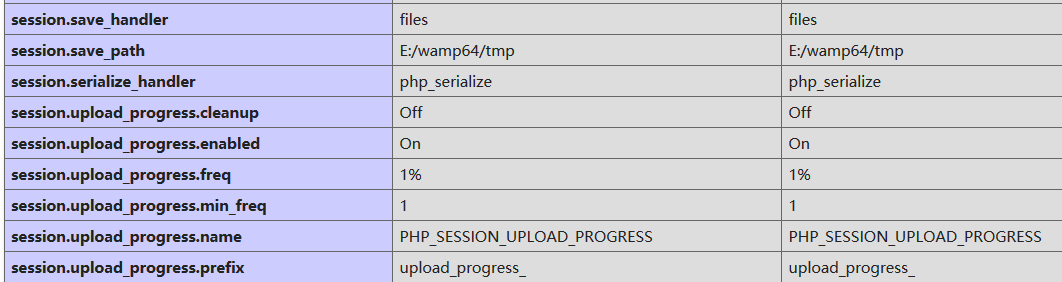 session.save_handler files files
session.save_path E:/wamp64/tmp E:/wamp64/tmp
session.serialize_handler php_serialize php_serialize
session.upload_progress.cleanup Off Off
session.upload_progress.enabled On On
session.upload_progress.freq 1% 1%
session.upload_progress.min_freq 1 1
session.upload_progress.name PHP_SESSION_UPLOAD_PROGRESS PHP_SESSION_UPLOAD_PROGRESS
session.upload_progress.prefix upload_progress_ upload_progress_